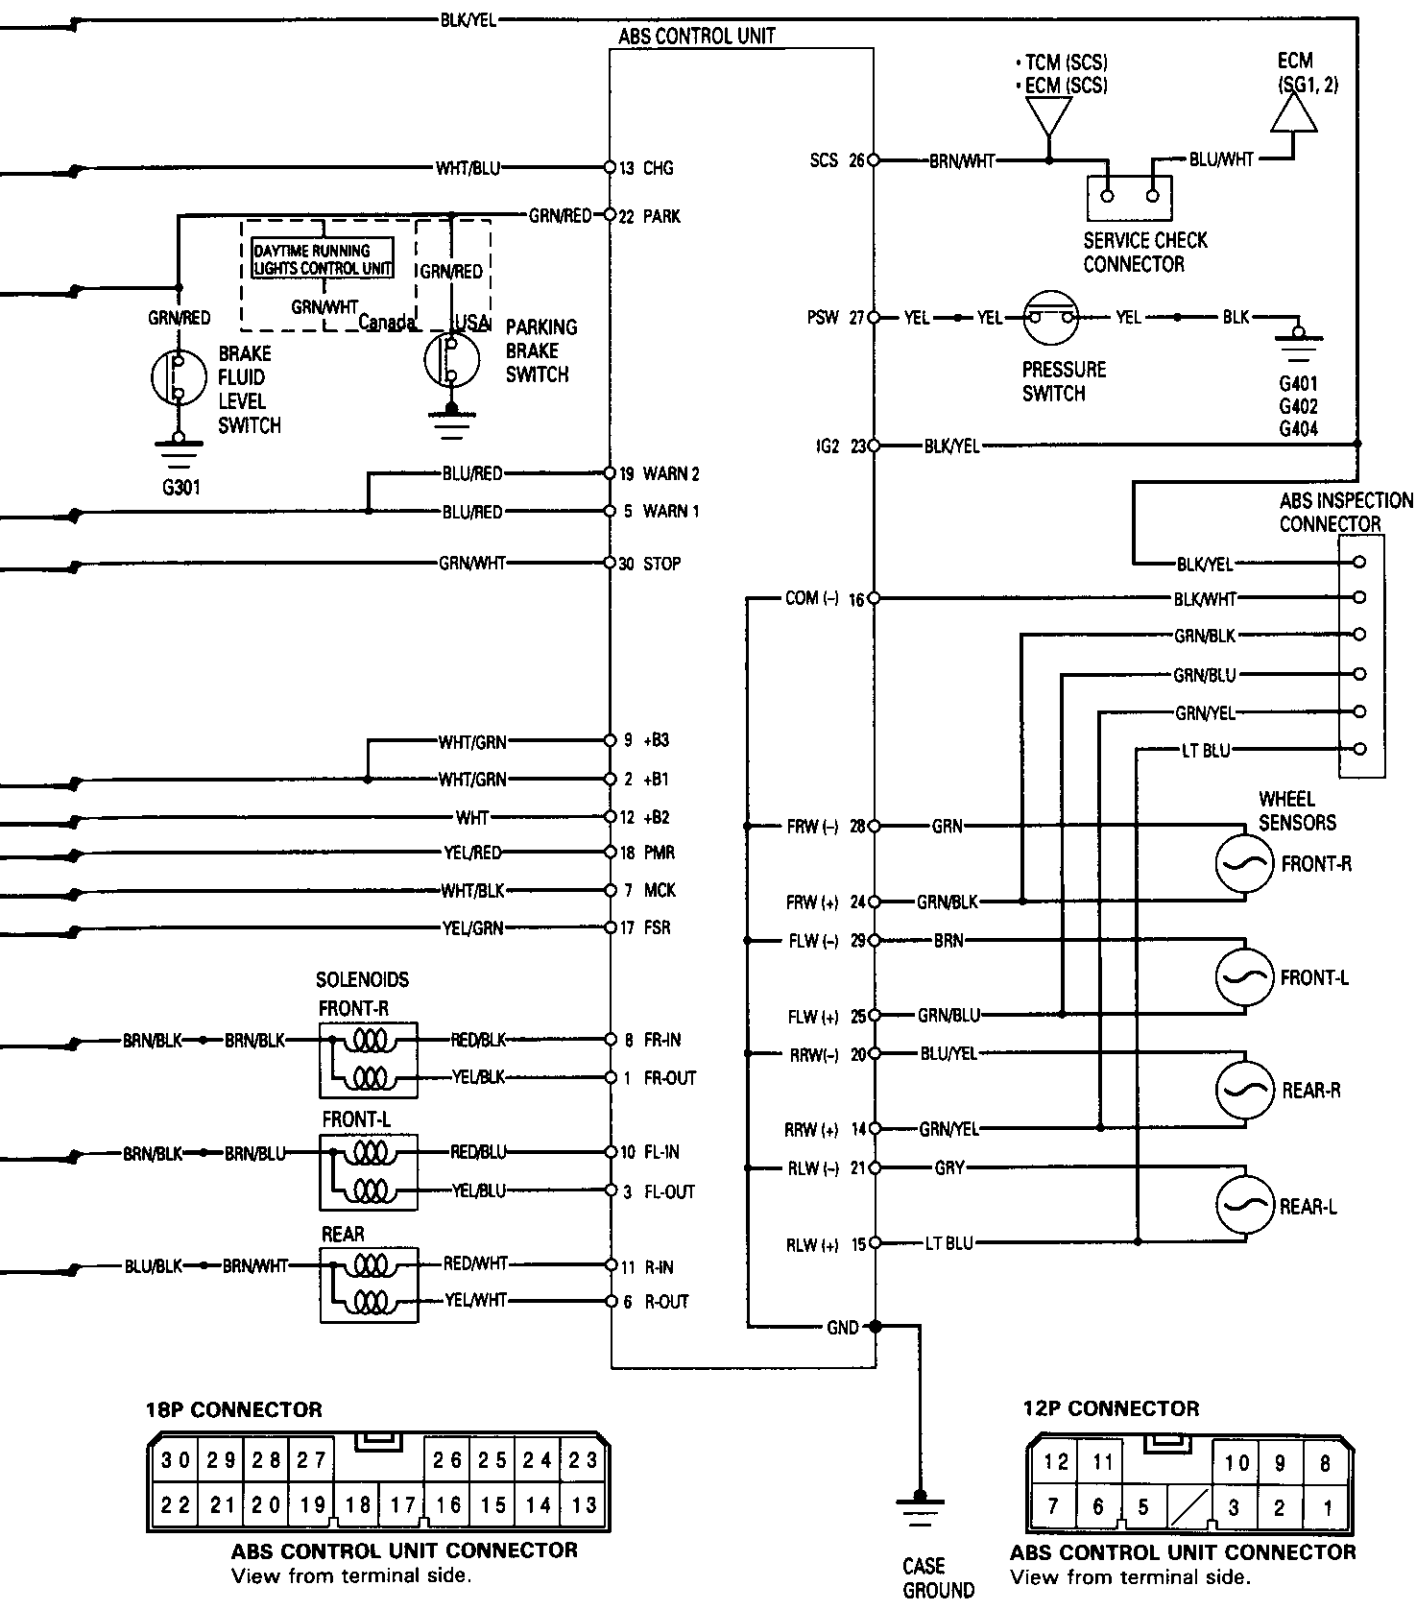 BLK/YEL
ABS CONTROL UNIT
• TCM (SCS)
• ECM (SCS)
ECM
(SG1, 2)
WHT/BLU
13 CHG
SCS 26
BRN/WHT
BLU/WHT
GRN/RED
22 PARK
SERVICE CHECK
CONNECTOR
DAYTIME RUNNING
LIGHTS CONTROL UNIT
GRN/RED
GRN/WHT
Canada
USA
GRN/RED
BRAKE
FLUID
LEVEL
SWITCH
PARKING
BRAKE
SWITCH
G301
PSW 27
YEL
YEL
YEL
BLK
PRESSURE
SWITCH
G401
G402
G404
IG2 23
BLK/YEL
BLU/RED
19 WARN 2
BLU/RED
5 WARN 1
GRN/WHT
30 STOP
ABS INSPECTION
CONNECTOR
BLK/YEL
COM (–) 16
BLK/WHT
GRN/BLK
GRN/BLU
GRN/YEL
LT BLU
WHT/GRN
9 +B3
WHT/GRN
2 +B1
WHT
12 +B2
YEL/RED
18 PMR
WHT/BLK
7 MCK
YEL/GRN
17 FSR
WHEEL
SENSORS
FRW (–) 28
GRN
FRONT-R
FRW (+) 24
GRN/BLK
FLW (–) 29
BRN
FRONT-L
FLW (+) 25
GRN/BLU
RRW(–) 20
BLU/YEL
REAR-R
RRW (+) 14
GRN/YEL
RLW (–) 21
GRY
REAR-L
RLW (+) 15
LT BLU
GND
SOLENOIDS
FRONT-R
BRN/BLK
BRN/BLK
RED/BLK
8 FR-IN
YEL/BLK
1 FR-OUT
FRONT-L
BRN/BLK
BRN/BLU
RED/BLU
10 FL-IN
YEL/BLU
3 FL-OUT
REAR
BLU/BLK
BRN/WHT
RED/WHT
11 R-IN
YEL/WHT
6 R-OUT
18P CONNECTOR
30 29 28 27 26 25 24 23
22 21 20 19 18 17 16 15 14 13
ABS CONTROL UNIT CONNECTOR
View from terminal side.
CASE
GROUND
12P CONNECTOR
12 11 10 9 8
7 6 5 3 2 1
ABS CONTROL UNIT CONNECTOR
View from terminal side.